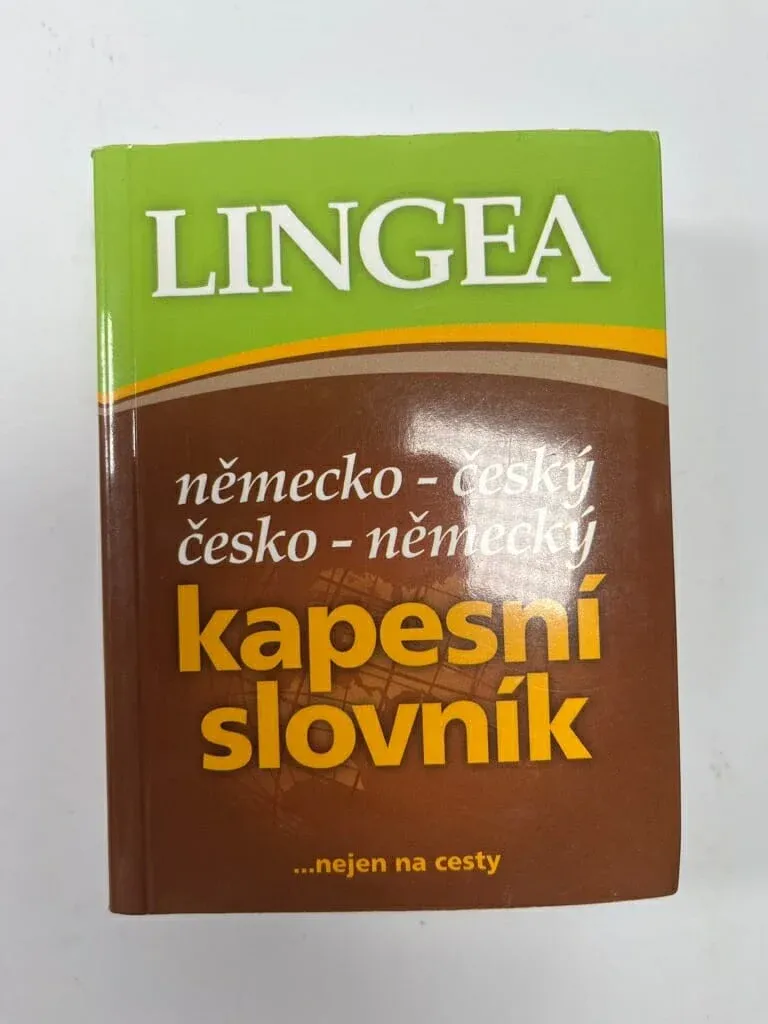 LINGEA
německo - český
česko - německý
kapesní
slovník
...nejen na cesty